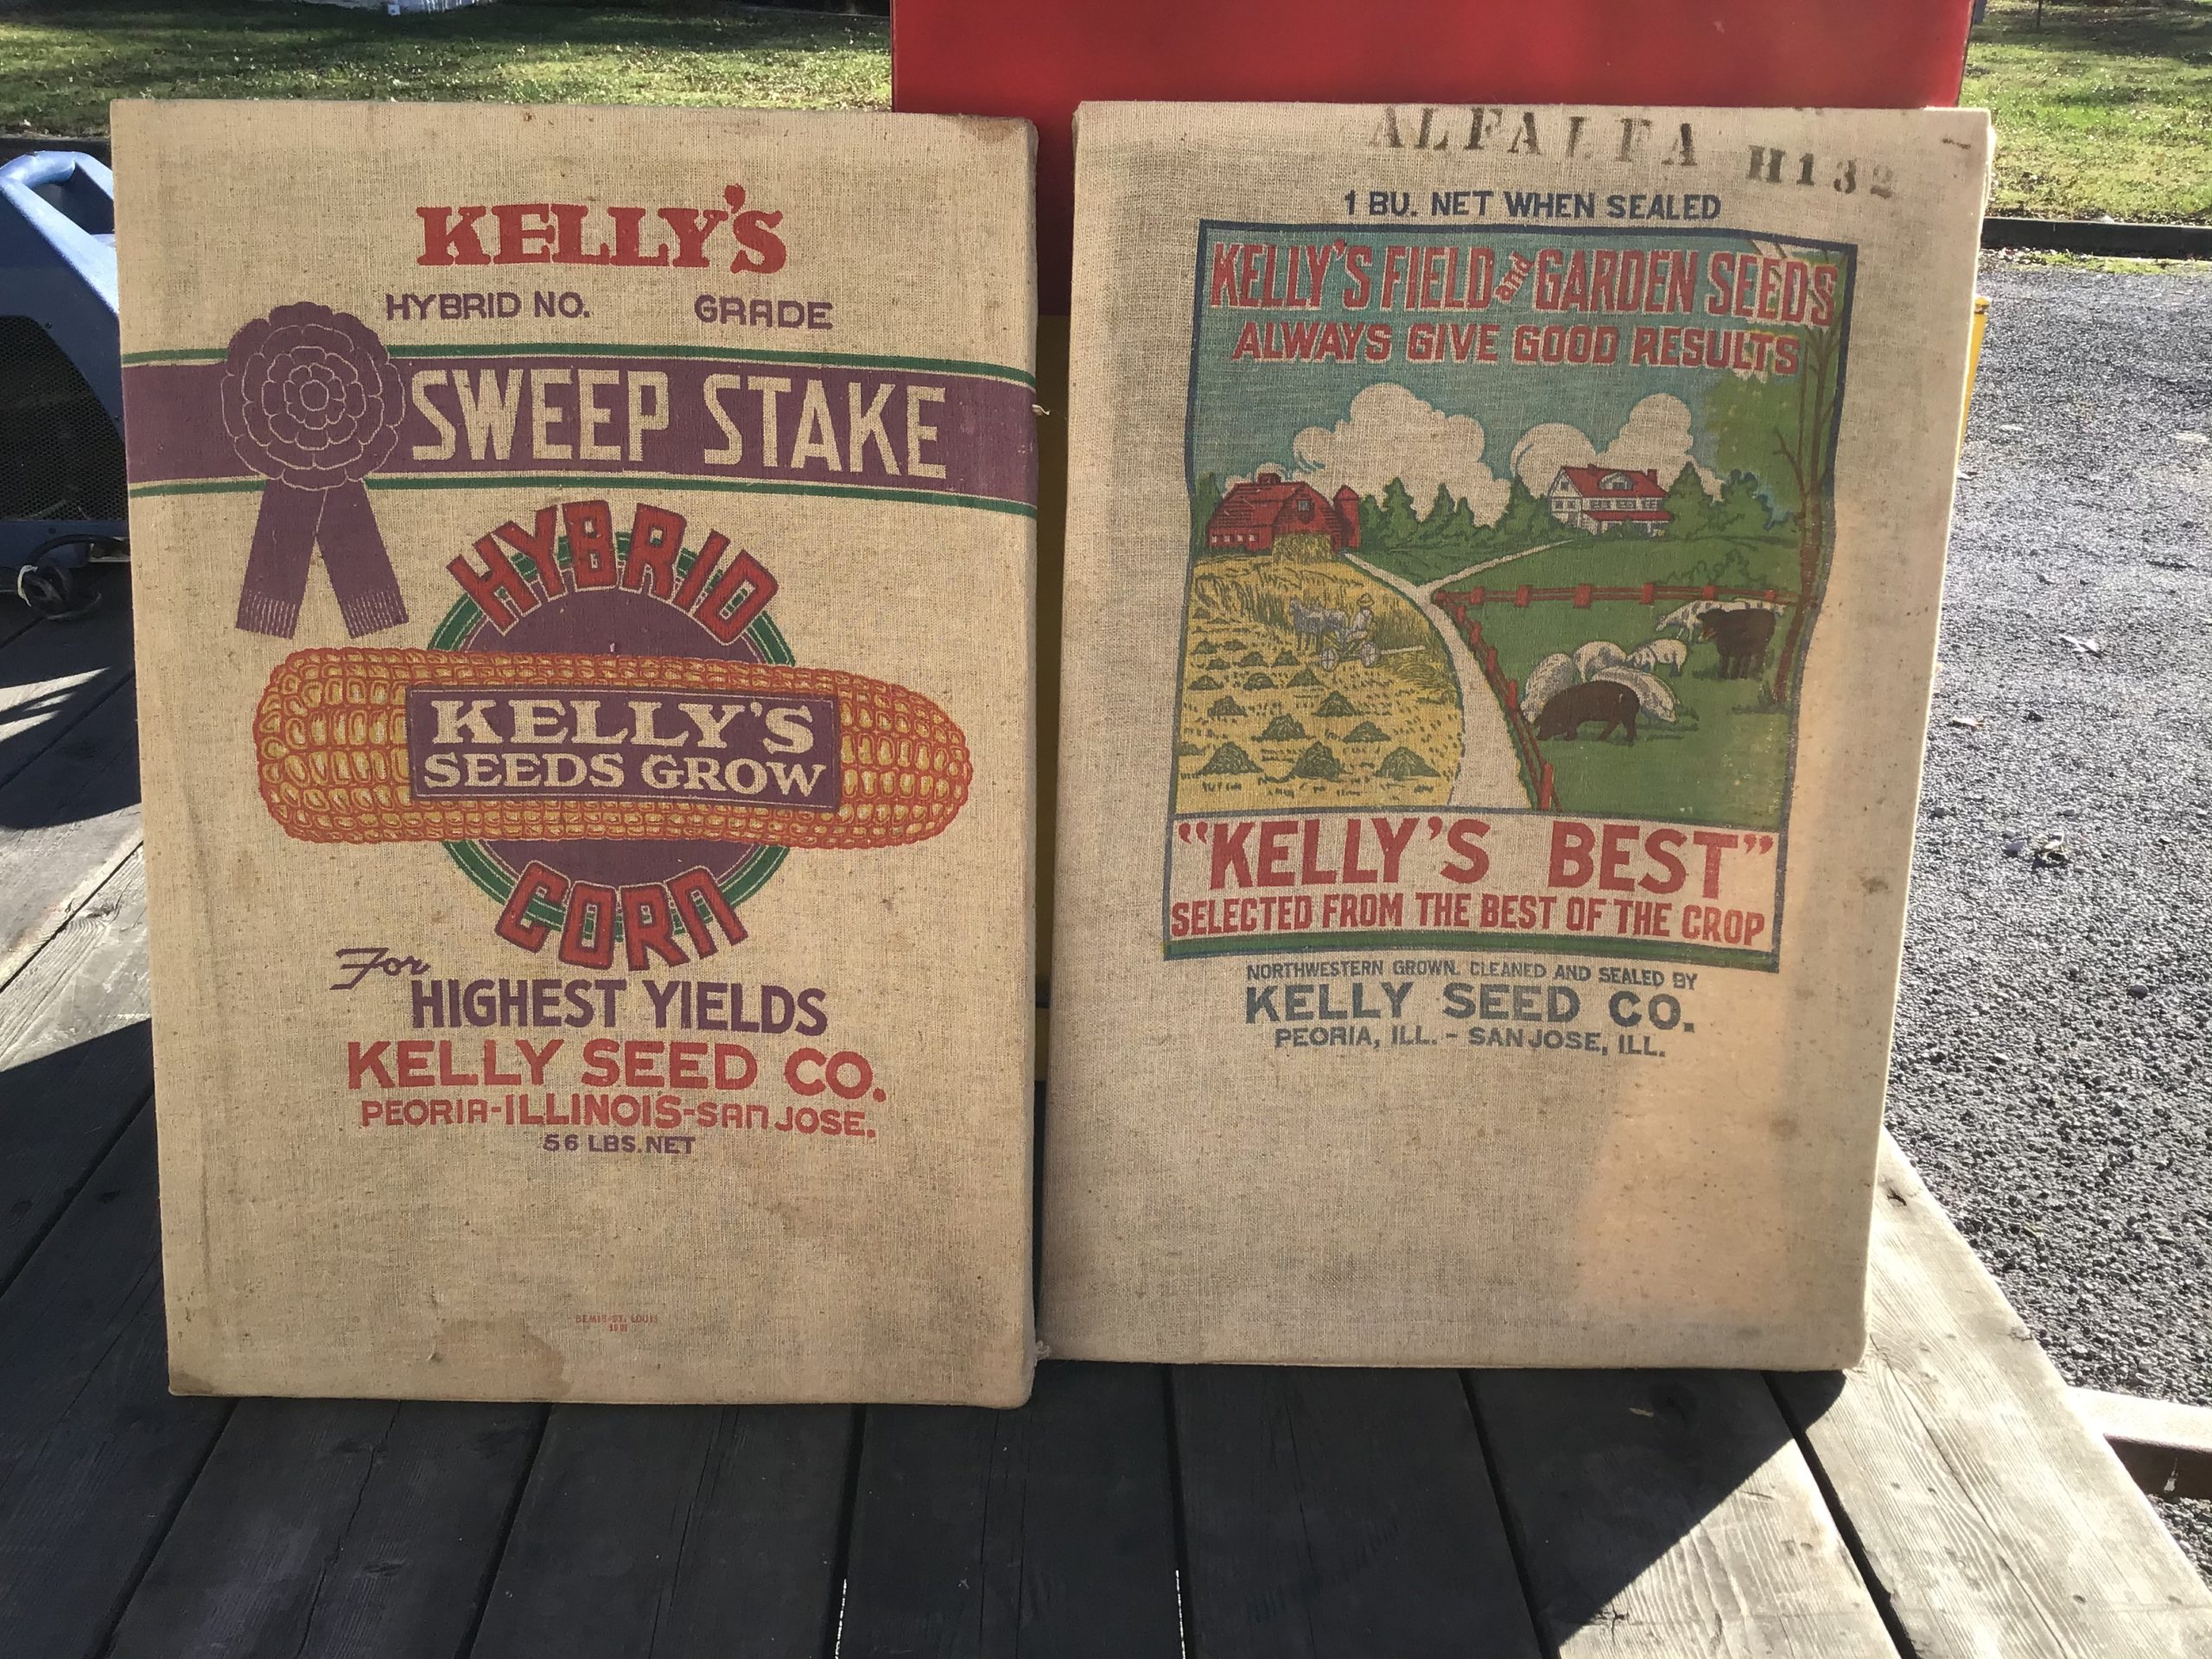 KELLY'S
HYBRID NO. GRADE
SWEEP STAKE
HYBRID
KELLY'S
SEEDS GROW
CORN
For
HIGHEST YIELDS
KELLY SEED CO.
PEORIA-ILLINOIS-SAN JOSE.
56 LBS. NET
BEMIS-ST. LOUIS
ALFALFA H132
1 BU. NET WHEN SEALED
KELLY'S FIELD and GARDEN SEEDS
ALWAYS GIVE GOOD RESULTS
"KELLY'S BEST"
SELECTED FROM THE BEST OF THE CROP
NORTHWESTERN GROWN. CLEANED AND SEALED BY
KELLY SEED CO.
PEORIA, ILL. - SAN JOSE, ILL.